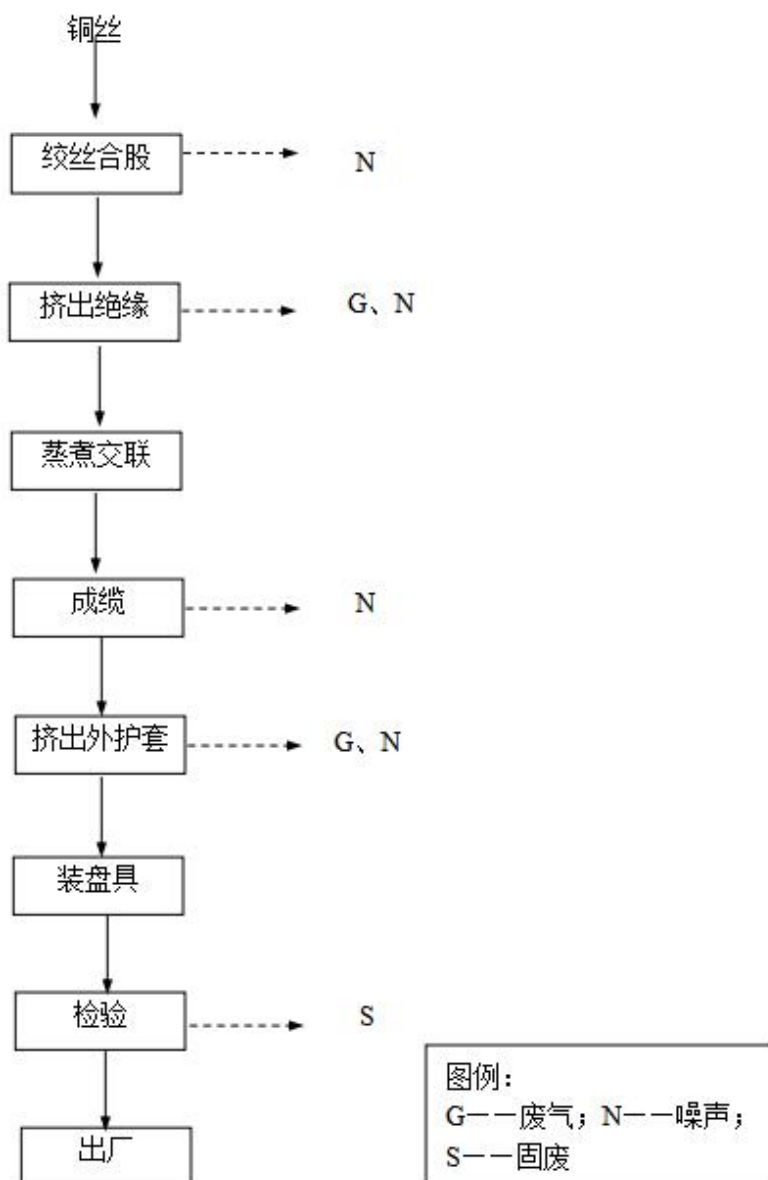 铜丝
绞丝合股
N
挤出绝缘
G、N
蒸煮交联
成缆
N
挤出外护套
G、N
装盘具
检验
S
出厂
图例：
G——废气；N——噪声；
S——固废